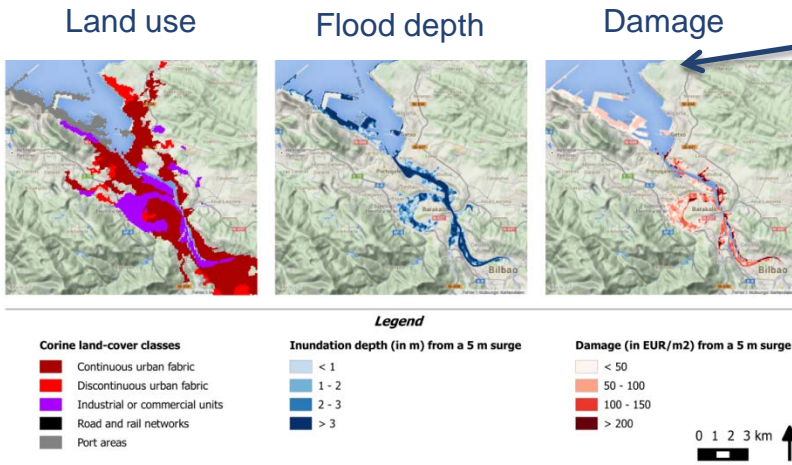 Land use
Flood depth
Damage
Bilbao
Bilbao
Legend
Corine land-cover classes
Continuous urban fabric
Discontinuous urban fabric
Industrial or commercial units
Road and rail networks
Port areas
Inundation depth (in m) from a 5 m surge
< 1
1 - 2
2 - 3
> 3
Damage (in EUR/m2) from a 5 m surge
< 50
50 - 100
100 - 150
> 200
0 1 2 3 km